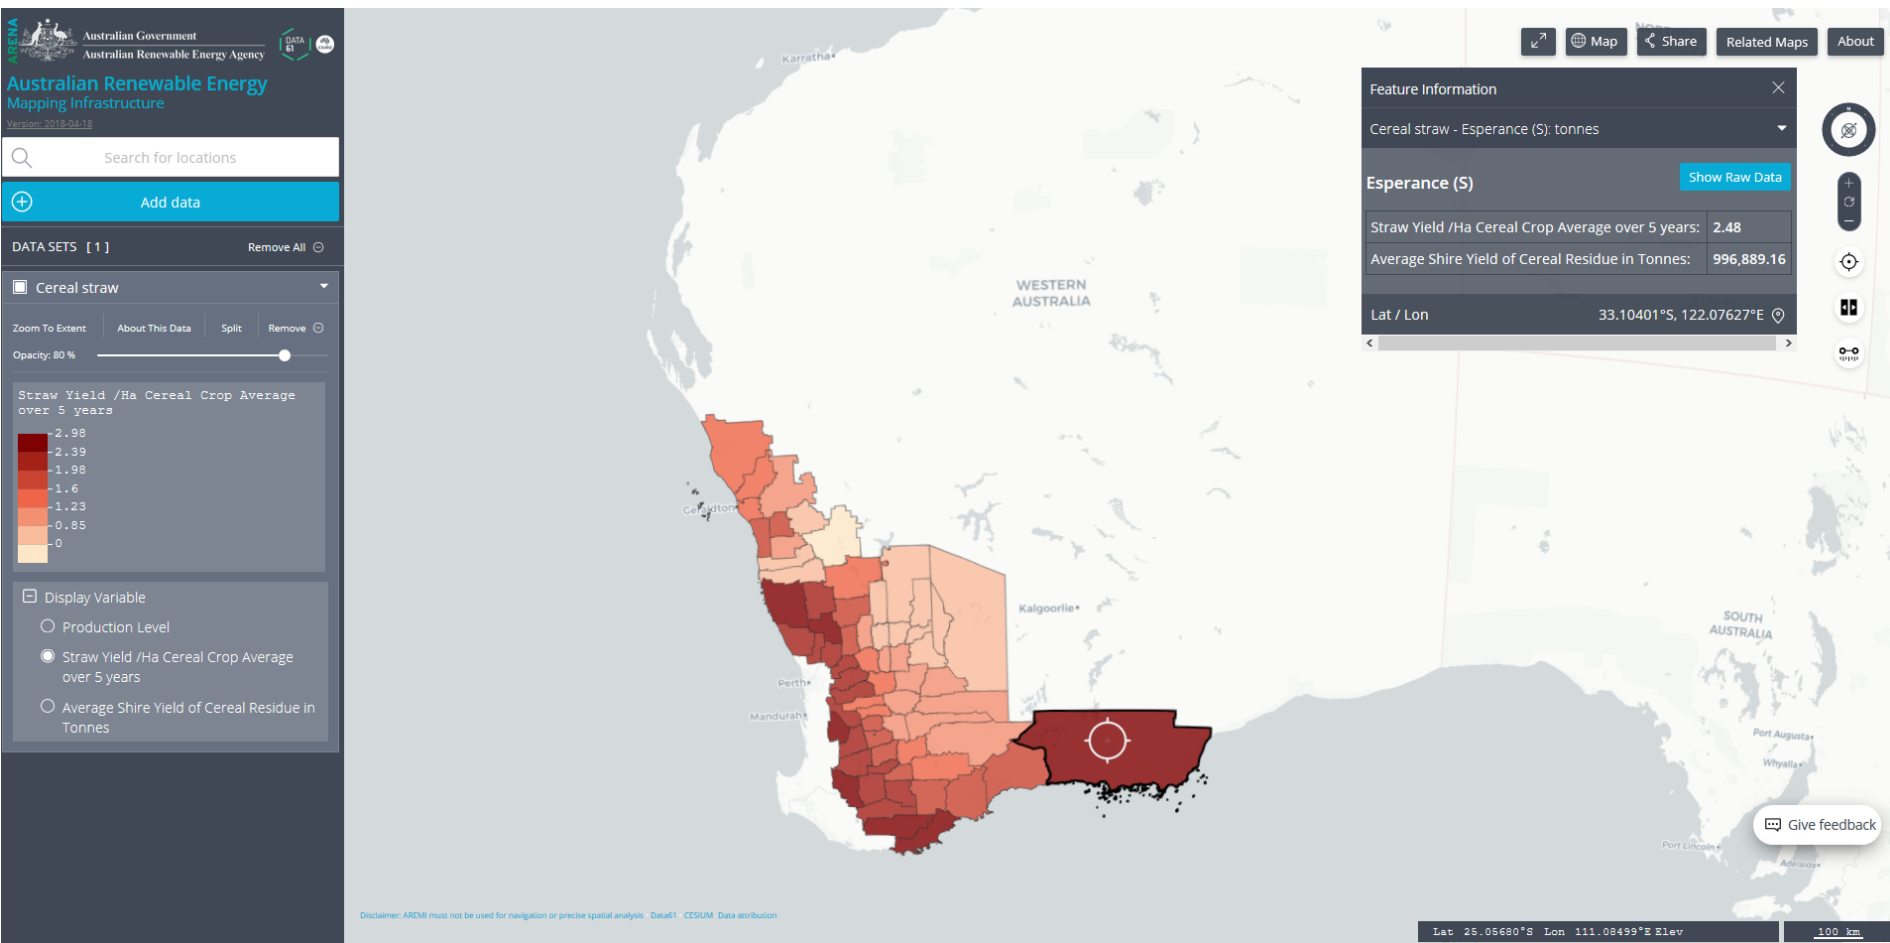 ARENA
Australian Government
Australian Renewable Energy Agency
DATA
61
CSIRO
Australian Renewable Energy
Mapping Infrastructure
Version: 2018-04-18
Search for locations
Add data
DATA SETS [ 1 ]
Remove All
Cereal straw
Zoom To Extent
About This Data
Split
Remove
Opacity: 80 %
Straw Yield /Ha Cereal Crop Average
over 5 years
2.98
2.39
1.98
1.6
1.23
0.85
0
Display Variable
Production Level
Straw Yield /Ha Cereal Crop Average
over 5 years
Average Shire Yield of Cereal Residue in
Tonnes
Karratha
WESTERN
AUSTRALIA
Geraldton
Kalgoorlie
Perth
Mandurah
SOUTH
AUSTRALIA
Port Augusta
Whyalla
Port Lincoln
Adelaide
Map
Share
Related Maps
About
Feature Information
Cereal straw - Esperance (S): tonnes
Esperance (S)
Show Raw Data
Straw Yield /Ha Cereal Crop Average over 5 years: 2.48
Average Shire Yield of Cereal Residue in Tonnes: 996,889.16
Lat / Lon
33.10401°S, 122.07627°E
Give feedback
Disclaimer: AREMI must not be used for navigation or precise spatial analysis
Data61
CESIUM
Data attribution
Lat 25.05680°S Lon 111.08499°E Elev
100 km